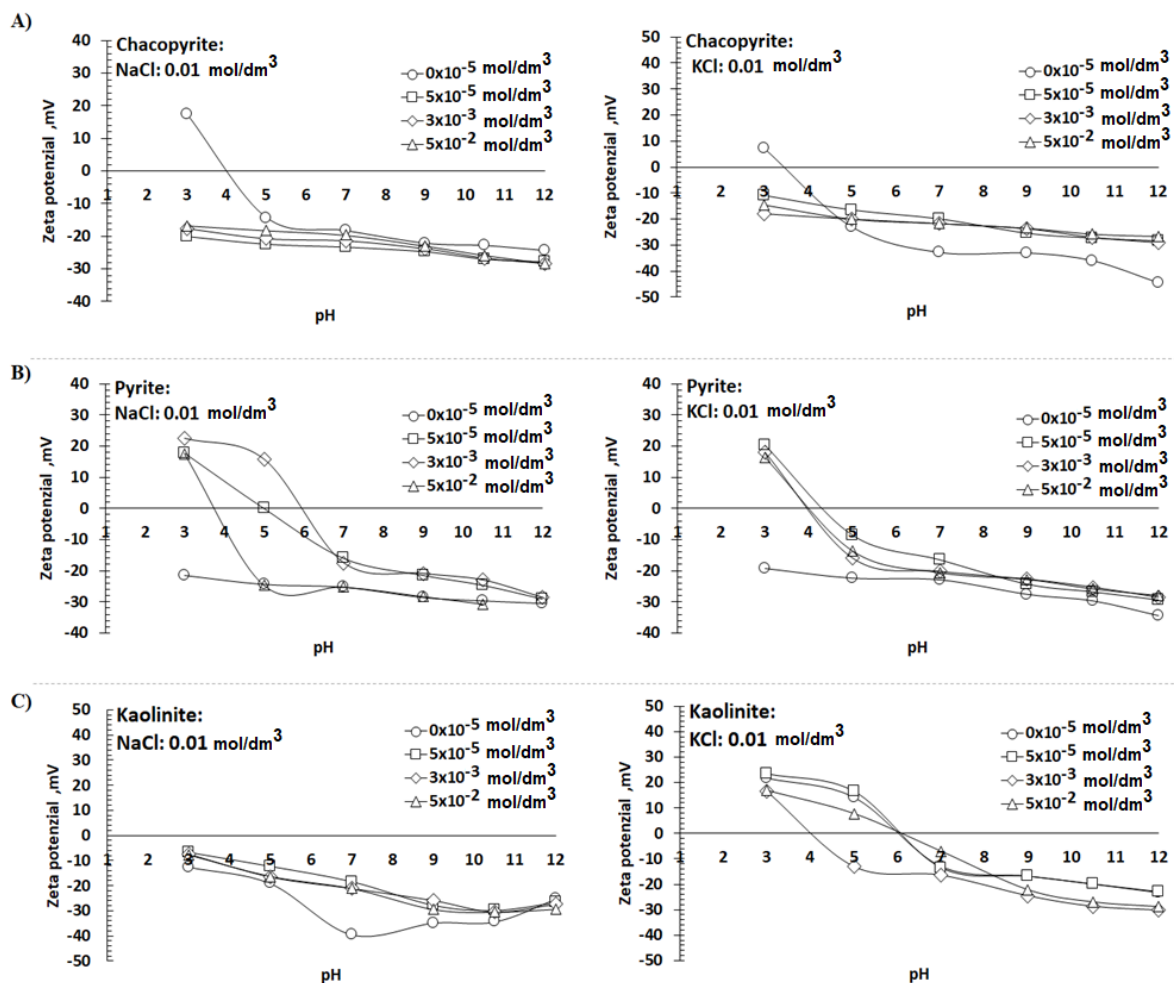 A)
Chacopyrite:
NaCl: 0.01 mol/dm³
0x10⁻⁵ mol/dm³
5x10⁻⁵ mol/dm³
3x10⁻³ mol/dm³
5x10⁻² mol/dm³
Zeta potenzial ,mV
40
30
20
10
0
-10
-20
-30
-40
1 2 3 4 5 6 7 8 9 10 11 12
pH
Chacopyrite:
KCl: 0.01 mol/dm³
0x10⁻⁵ mol/dm³
5x10⁻⁵ mol/dm³
3x10⁻³ mol/dm³
5x10⁻² mol/dm³
Zeta potenzial ,mV
50
40
30
20
10
0
-10
-20
-30
-40
-50
1 2 3 4 5 6 7 8 9 10 11 12
pH
B)
Pyrite:
NaCl: 0.01 mol/dm³
0x10⁻⁵ mol/dm³
5x10⁻⁵ mol/dm³
3x10⁻³ mol/dm³
5x10⁻² mol/dm³
Zeta potenzial ,mV
40
30
20
10
0
-10
-20
-30
-40
1 2 3 4 5 6 7 8 9 10 11 12
pH
Pyrite:
KCl: 0.01 mol/dm³
0x10⁻⁵ mol/dm³
5x10⁻⁵ mol/dm³
3x10⁻³ mol/dm³
5x10⁻² mol/dm³
Zeta potenzial ,mV
40
30
20
10
0
-10
-20
-30
-40
1 2 3 4 5 6 7 8 9 10 11 12
pH
C)
Kaolinite:
NaCl: 0.01 mol/dm³
0x10⁻⁵ mol/dm³
5x10⁻⁵ mol/dm³
3x10⁻³ mol/dm³
5x10⁻² mol/dm³
Zeta potenzial ,mV
50
40
30
20
10
0
-10
-20
-30
-40
-50
1 2 3 4 5 6 7 8 9 10 11 12
pH
Kaolinite:
KCl: 0.01 mol/dm³
0x10⁻⁵ mol/dm³
5x10⁻⁵ mol/dm³
3x10⁻³ mol/dm³
5x10⁻² mol/dm³
Zeta potenzial ,mV
50
40
30
20
10
0
-10
-20
-30
-40
-50
1 2 3 4 5 6 7 8 9 10 11 12
pH